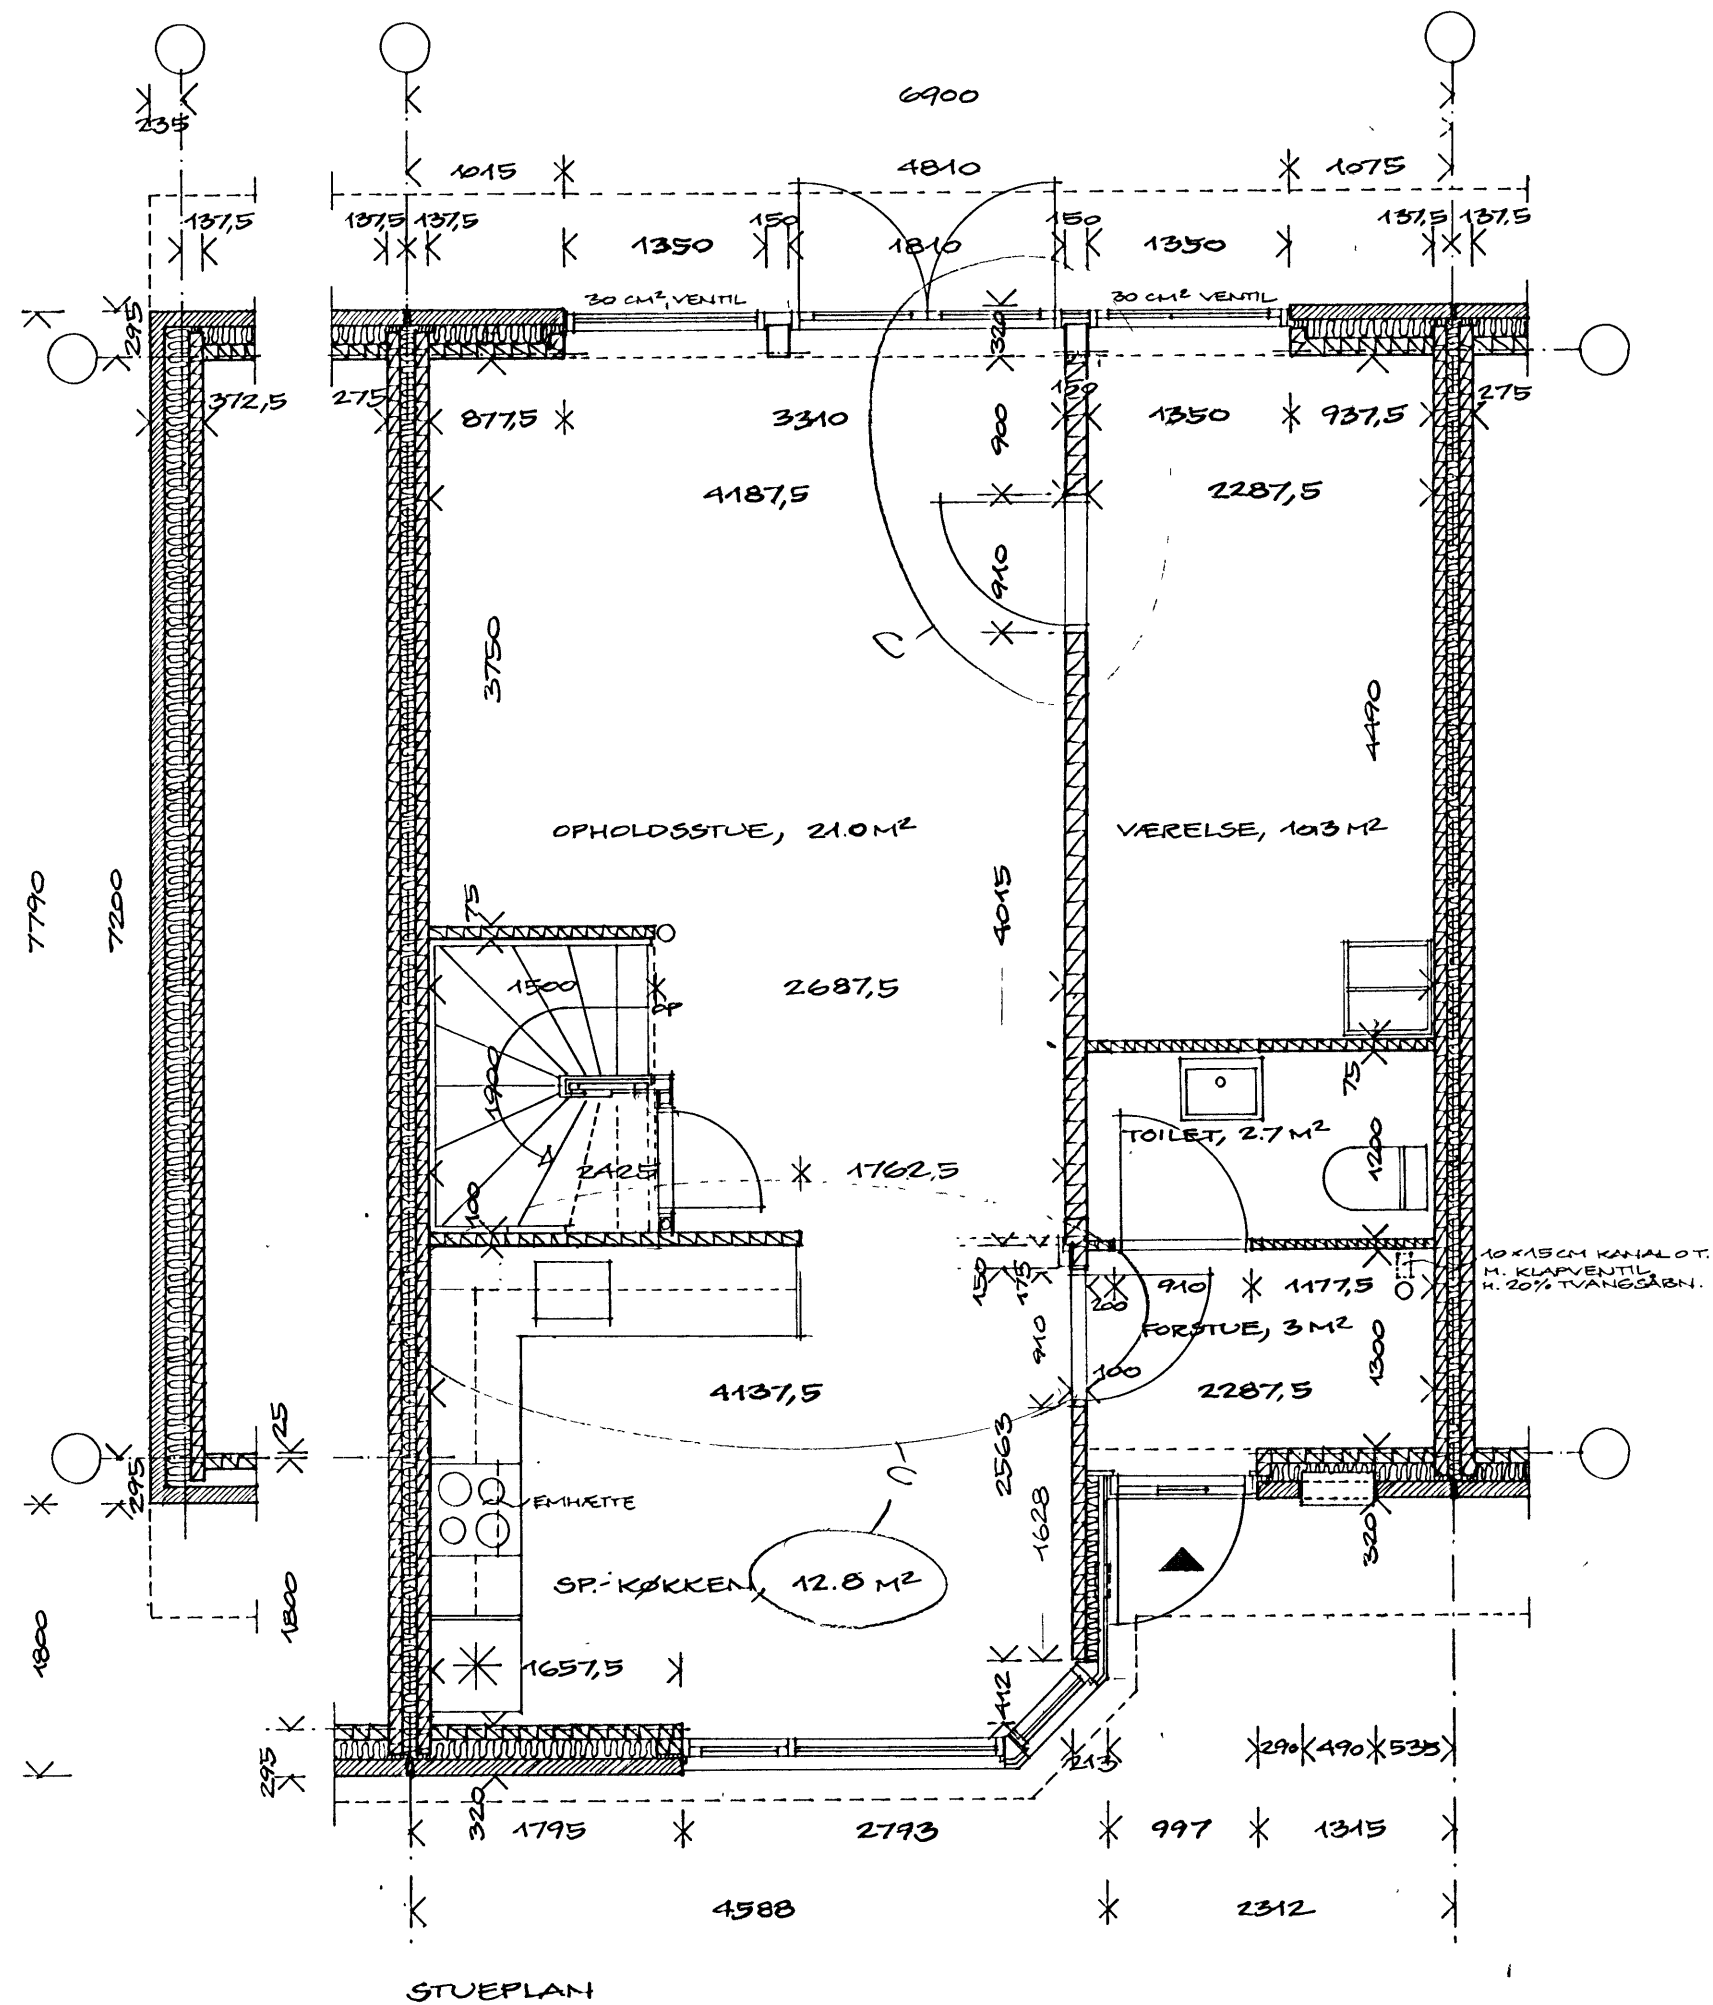 6900
235
1015 4810 1075
137,5 137,5 137,5 150 150 137,5 137,5
1350 1810 1350
30 CM² VENTIL 30 CM² VENTIL
295
320
372,5 275 877,5 3310 150 1350 937,5 275
900
4187,5 2287,5
910
3750
4490
OPHOLDSSTUE, 21.0 M² VÆRELSE, 10.3 M²
7790
7200
75
4015
1500 2687,5
OP
1900
75
TOILET, 2.7 M²
1200
2425 1762,5
100
10 x 15 CM KANAL O T.
M. KLAPVENTIL
H. 20% TVANGSÅBN.
150 175
200 910 1177,5
FORSTUE, 3 M²
910
1300
100
4137,5 2287,5
25
295
2563
EMHÆTTE
1628
320
SP.-KØKKEN, 12.8 M²
1800
1800
1657,5
412
295
213 290 490 535
320
1795 2793 997 1315
4588 2312
STUEPLAN